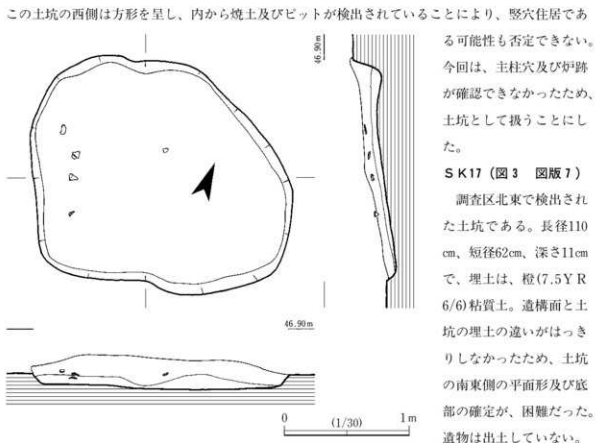 この土坑の西側は方形を呈し、内から焼土及びピットが検出されていることにより、竪穴住居であ
る可能性も否定できない。
今回は、主柱穴及び炉跡
が確認できなかったため、
土坑として扱うことにし
た。
ＳＫ17（図３　図版７）
調査区北東で検出され
た土坑である。長径110
㎝、短径62㎝、深さ11㎝
で、埋土は、橙(7.5ＹＲ
6/6)粘質土。遺構面と土
坑の埋土の違いがはっき
りしなかったため、土坑
の南東側の平面形及び底
部の確定が、困難だった。
遺物は出土していない。
46.90m
46.90m
0 (1/30) 1m